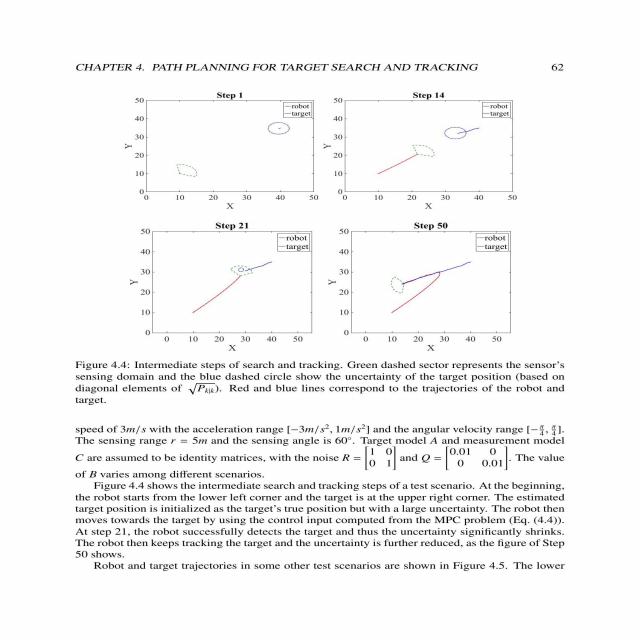 CHAPTER 4. PATH PLANNING FOR TARGET SEARCH AND TRACKING 62
Step 1
50
40
30
20
10
0
0 10 20 30 40 50
X
Y
robot
target
Step 14
50
40
30
20
10
0
0 10 20 30 40 50
X
Y
robot
target
Step 21
50
40
30
20
10
0
0 10 20 30 40 50
X
Y
robot
target
Step 50
50
40
30
20
10
0
0 10 20 30 40 50
X
Y
robot
target
Figure 4.4: Intermediate steps of search and tracking. Green dashed sector represents the sensor's
sensing domain and the blue dashed circle show the uncertainty of the target position (based on
diagonal elements of √P_{k|k}). Red and blue lines correspond to the trajectories of the robot and
target.
speed of 3m/s with the acceleration range [−3m/s², 1m/s²] and the angular velocity range [−π/4, π/4].
The sensing range r = 5m and the sensing angle is 60°. Target model A and measurement model
C are assumed to be identity matrices, with the noise R = [1 0; 0 1] and Q = [0.01 0; 0 0.01]. The value
of B varies among different scenarios.
Figure 4.4 shows the intermediate search and tracking steps of a test scenario. At the beginning,
the robot starts from the lower left corner and the target is at the upper right corner. The estimated
target position is initialized as the target's true position but with a large uncertainty. The robot then
moves towards the target by using the control input computed from the MPC problem (Eq. (4.4)).
At step 21, the robot successfully detects the target and thus the uncertainty significantly shrinks.
The robot then keeps tracking the target and the uncertainty is further reduced, as the figure of Step
50 shows.
Robot and target trajectories in some other test scenarios are shown in Figure 4.5. The lower